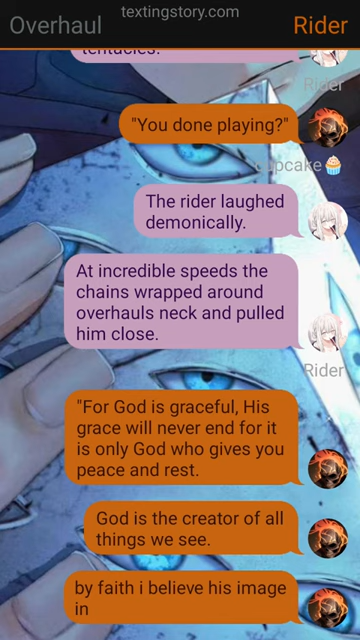 textingstory.com
Overhaul
Rider
tentacles.
Rider
"You done playing?"
cupcake🧁
The rider laughed
demonically.
At incredible speeds the
chains wrapped around
overhauls neck and pulled
him close.
Rider
"For God is graceful, His
grace will never end for it
is only God who gives you
peace and rest.
God is the creator of all
things we see.
by faith i believe his image
in